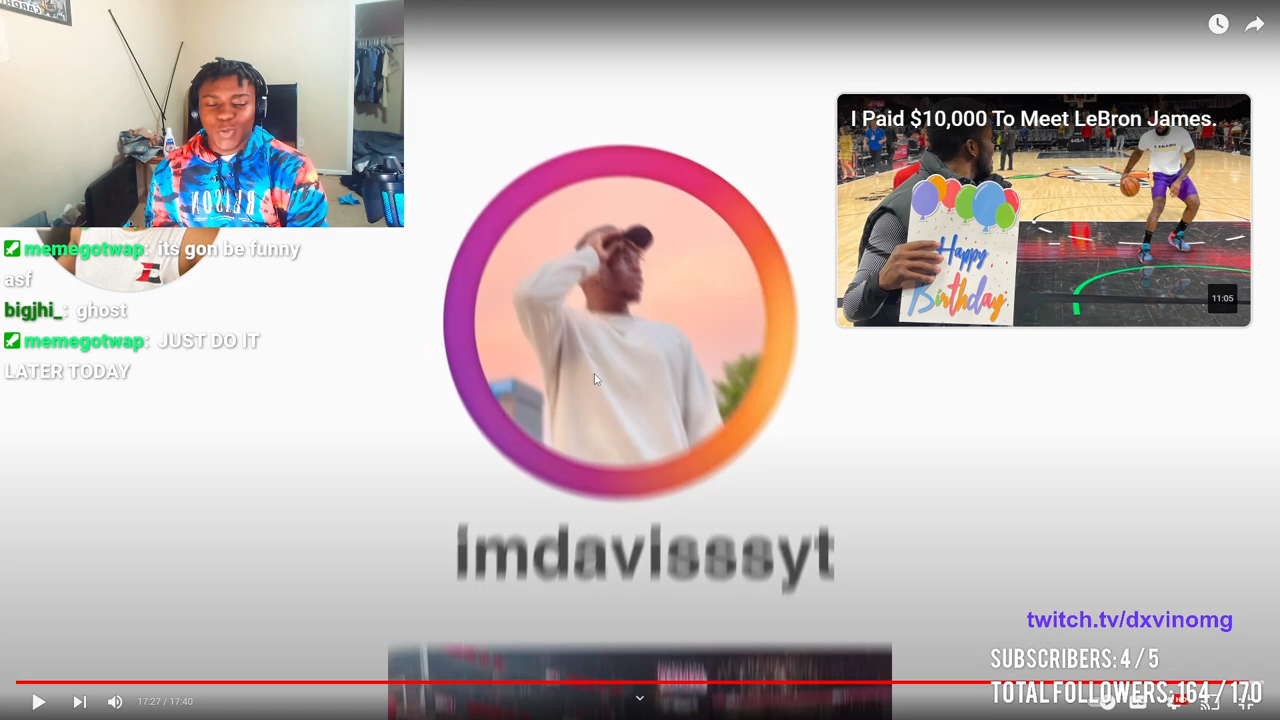 I Paid $10,000 To Meet LeBron James.
Happy
Birthday
11:05
memegotwap: its gon be funny
asf
bigjhi_: ghost
memegotwap: JUST DO IT
LATER TODAY
imdavisssyt
twitch.tv/dxvinomg
SUBSCRIBERS: 4 / 5
TOTAL FOLLOWERS: 164 / 170
17:27 / 17:40